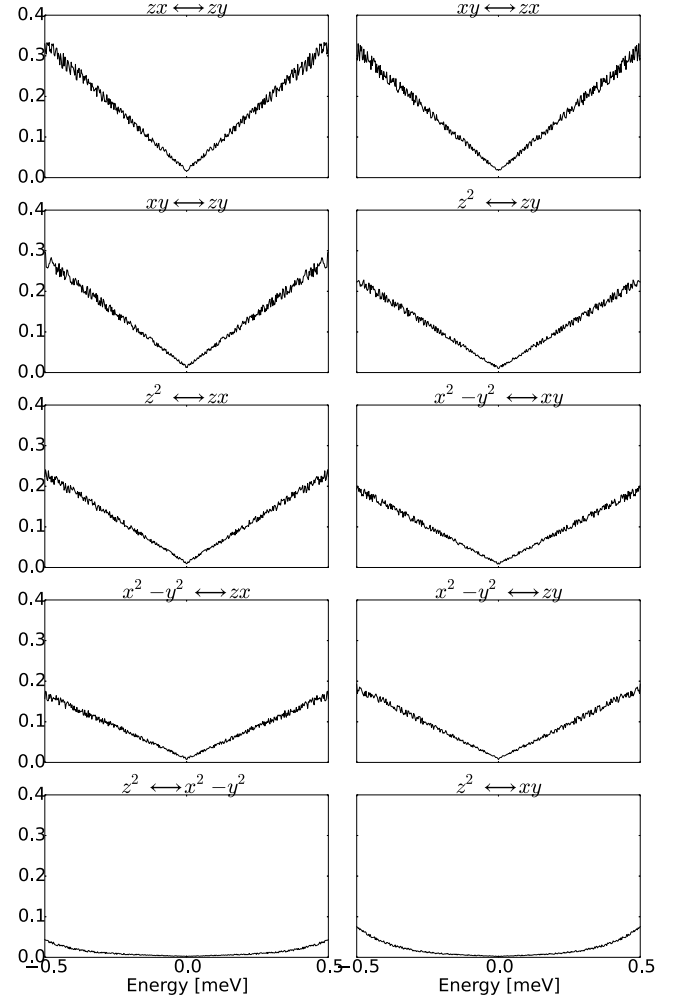 zx ⟷ zy
xy ⟷ zx
0.4
0.3
0.2
0.1
0.0
xy ⟷ zy
z² ⟷ zy
0.4
0.3
0.2
0.1
0.0
z² ⟷ zx
x² − y² ⟷ xy
0.4
0.3
0.2
0.1
0.0
x² − y² ⟷ zx
x² − y² ⟷ zy
0.4
0.3
0.2
0.1
0.0
z² ⟷ x² − y²
z² ⟷ xy
0.4
0.3
0.2
0.1
0.0
−0.5 0.0 0.5 −0.5 0.0 0.5
Energy [meV] Energy [meV]